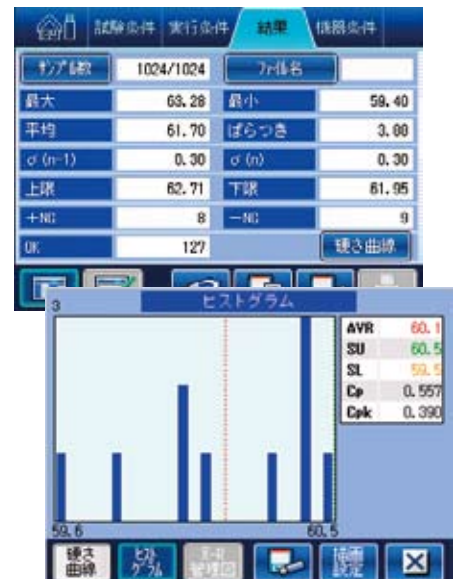 試験条件 実行条件 結果 機器条件
サンプル数 1024/1024 ファイル名
最大 63.28 最小 59.40
平均 61.70 ばらつき 3.88
σ(n-1) 0.30 σ(n) 0.30
上限 62.71 下限 61.95
+NG 8 -NG 9
OK 127 硬さ曲線
ヒストグラム
3
AVR 60.1
SU 60.5
SL 59.5
Cp 0.557
Cpk 0.390
59.6 60.5
硬さ曲線 ヒストグラム X-R管理図 描画設定